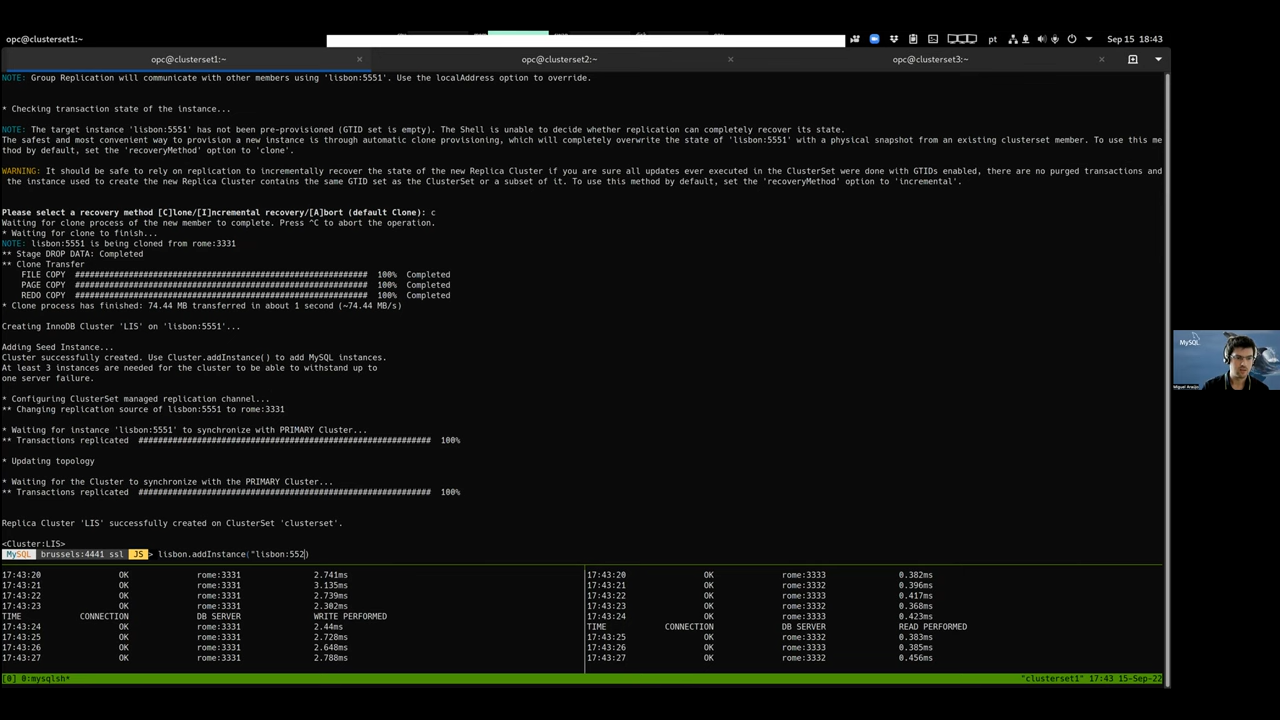 opc@clusterset1:~
pt
Sep 15 18:43
opc@clusterset1:~ × opc@clusterset2:~ × opc@clusterset3:~ ×
NOTE: Group Replication will communicate with other members using 'lisbon:5551'. Use the localAddress option to override.
* Checking transaction state of the instance...
NOTE: The target instance 'lisbon:5551' has not been pre-provisioned (GTID set is empty). The Shell is unable to decide whether replication can completely recover its state.
The safest and most convenient way to provision a new instance is through automatic clone provisioning, which will completely overwrite the state of 'lisbon:5551' with a physical snapshot from an existing clusterset member. To use this me
thod by default, set the 'recoveryMethod' option to 'clone'.
WARNING: It should be safe to rely on replication to incrementally recover the state of the new Replica Cluster if you are sure all updates ever executed in the ClusterSet were done with GTIDs enabled, there are no purged transactions and
the instance used to create the new Replica Cluster contains the same GTID set as the ClusterSet or a subset of it. To use this method by default, set the 'recoveryMethod' option to 'incremental'.
Please select a recovery method [C]lone/[I]ncremental recovery/[A]bort (default Clone): c
Waiting for clone process of the new member to complete. Press ^C to abort the operation.
* Waiting for clone to finish...
NOTE: lisbon:5551 is being cloned from rome:3331
** Stage DROP DATA: Completed
** Clone Transfer
FILE COPY ############################################################ 100% Completed
PAGE COPY ############################################################ 100% Completed
REDO COPY ############################################################ 100% Completed
* Clone process has finished: 74.44 MB transferred in about 1 second (~74.44 MB/s)
Creating InnoDB Cluster 'LIS' on 'lisbon:5551'...
Adding Seed Instance...
Cluster successfully created. Use Cluster.addInstance() to add MySQL instances.
At least 3 instances are needed for the cluster to be able to withstand up to
one server failure.
* Configuring ClusterSet managed replication channel...
** Changing replication source of lisbon:5551 to rome:3331
* Waiting for instance 'lisbon:5551' to synchronize with PRIMARY Cluster...
** Transactions replicated ############################################################ 100%
* Updating topology
* Waiting for the Cluster to synchronize with the PRIMARY Cluster...
** Transactions replicated ############################################################ 100%
Replica Cluster 'LIS' successfully created on ClusterSet 'clusterset'.
<Cluster:LIS>
MySQL brussels:4441 ssl JS > lisbon.addInstance("lisbon:552)
17:43:20 OK rome:3331 2.741ms
17:43:21 OK rome:3331 3.135ms
17:43:22 OK rome:3331 2.739ms
17:43:23 OK rome:3331 2.302ms
TIME CONNECTION DB SERVER WRITE PERFORMED
17:43:24 OK rome:3331 2.44ms
17:43:25 OK rome:3331 2.728ms
17:43:26 OK rome:3331 2.648ms
17:43:27 OK rome:3331 2.788ms
17:43:20 OK rome:3333 0.382ms
17:43:21 OK rome:3332 0.396ms
17:43:22 OK rome:3333 0.417ms
17:43:23 OK rome:3332 0.368ms
17:43:24 OK rome:3333 0.423ms
TIME CONNECTION DB SERVER READ PERFORMED
17:43:25 OK rome:3332 0.383ms
17:43:26 OK rome:3333 0.385ms
17:43:27 OK rome:3332 0.456ms
[0] 0:mysqlsh*
"clusterset1" 17:43 15-Sep-22
MySQL
Miguel Araújo